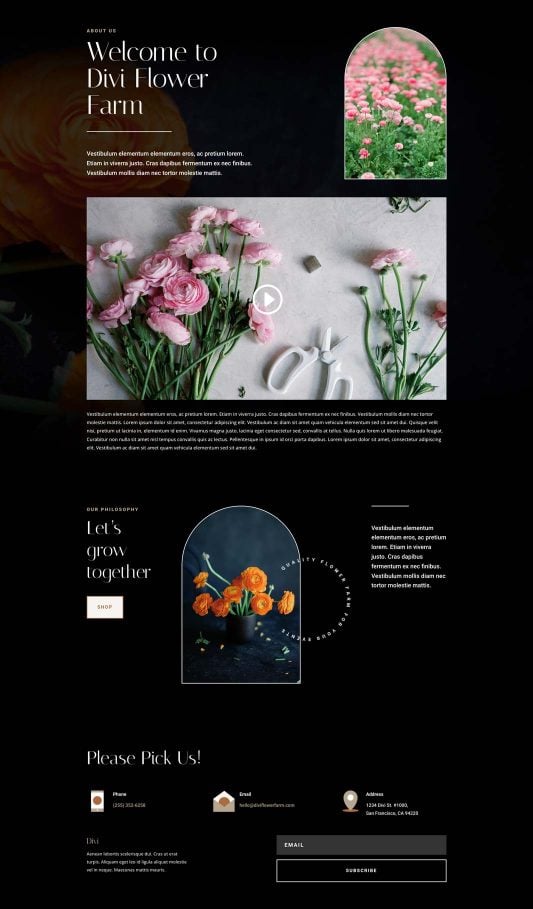 ABOUT US
Welcome to
Divi Flower
Farm
Vestibulum elementum elementum eros, ac pretium lorem.
Etiam in viverra justo. Cras dapibus fermentum ex nec finibus.
Vestibulum mollis diam nec tortor molestie mattis.
Vestibulum elementum elementum eros, ac pretium lorem. Etiam in viverra justo. Cras dapibus fermentum ex nec finibus. Vestibulum mollis diam nec tortor
molestie mattis. Lorem ipsum dolor sit amet, consectetur adipiscing elit. Vestibulum ac diam sit amet quam vehicula elementum sed sit amet dui. Quisque velit
nisi, pretium ut lacinia in, elementum id enim. Vivamus magna justo, lacinia eget consectetur sed, convallis at tellus. Nulla quis lorem ut libero malesuada feugiat.
Curabitur non nulla sit amet nisl tempus convallis quis ac lectus. Pellentesque in ipsum id orci porta dapibus. Lorem ipsum dolor sit amet, consectetur adipiscing
elit. Vestibulum ac diam sit amet quam vehicula elementum sed sit amet dui.
OUR PHILOSOPHY
Let's
grow
together
SHOP
QUALITY FLOWER FARM FOR YOUR EVENTS
Vestibulum elementum
elementum eros, ac pretium
lorem. Etiam in viverra
justo. Cras dapibus
fermentum ex nec finibus.
Vestibulum mollis diam nec
tortor molestie mattis.
Please Pick Us!
Phone
(255) 352-6258
Email
hello@diviflowerfarm.com
Address
1234 Divi St. #1000,
San Francisco, CA 94220
Divi
Aenean lobortis scelerisque dui. Cras ut erat
turpis. Aliquam eget leo id ligula aliquet molestie
vel in neque. Maecenas mattis mauris.
EMAIL
SUBSCRIBE